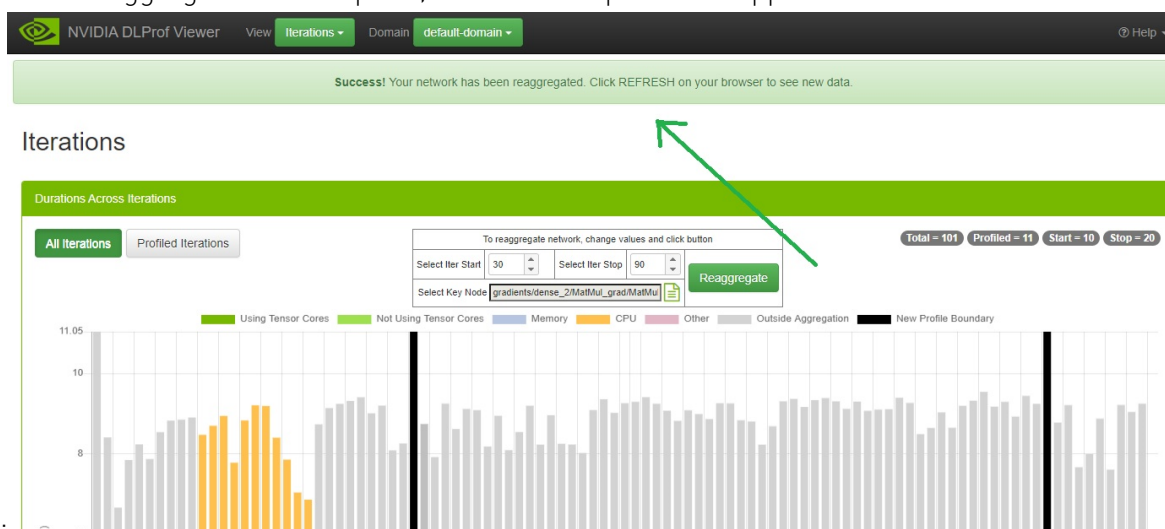 NVIDIA DLProf Viewer View Iterations Domain default-domain Help
Success! Your network has been reaggregated. Click REFRESH on your browser to see new data.
Iterations
Durations Across Iterations
All Iterations Profiled Iterations
To reaggregate network, change values and click button
Select Iter Start 30 Select Iter Stop 90 Reaggregate
Select Key Node gradients/dense_2/MatMul_grad/MatMul
Total = 101 Profiled = 11 Start = 10 Stop = 20
Using Tensor Cores Not Using Tensor Cores Memory CPU Other Outside Aggregation New Profile Boundary
11.05
10
8